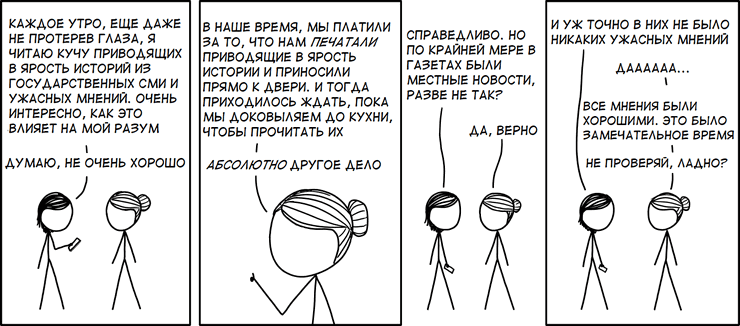 КАЖДОЕ УТРО, ЕЩЕ ДАЖЕ
НЕ ПРОТЕРЕВ ГЛАЗА, Я
ЧИТАЮ КУЧУ ПРИВОДЯЩИХ
В ЯРОСТЬ ИСТОРИЙ ИЗ
ГОСУДАРСТВЕННЫХ СМИ И
УЖАСНЫХ МНЕНИЙ. ОЧЕНЬ
ИНТЕРЕСНО, КАК ЭТО
ВЛИЯЕТ НА МОЙ РАЗУМ
ДУМАЮ, НЕ ОЧЕНЬ ХОРОШО
В НАШЕ ВРЕМЯ, МЫ ПЛАТИЛИ
ЗА ТО, ЧТО НАМ ПЕЧАТАЛИ
ПРИВОДЯЩИЕ В ЯРОСТЬ
ИСТОРИИ И ПРИНОСИЛИ
ПРЯМО К ДВЕРИ. И ТОГДА
ПРИХОДИЛОСЬ ЖДАТЬ, ПОКА
МЫ ДОКОВЫЛЯЕМ ДО КУХНИ,
ЧТОБЫ ПРОЧИТАТЬ ИХ
АБСОЛЮТНО ДРУГОЕ ДЕЛО
СПРАВЕДЛИВО. НО
ПО КРАЙНЕЙ МЕРЕ В
ГАЗЕТАХ БЫЛИ
МЕСТНЫЕ НОВОСТИ,
РАЗВЕ НЕ ТАК?
ДА, ВЕРНО
И УЖ ТОЧНО В НИХ НЕ БЫЛО
НИКАКИХ УЖАСНЫХ МНЕНИЙ
ДАААААА...
ВСЕ МНЕНИЯ БЫЛИ
ХОРОШИМИ. ЭТО БЫЛО
ЗАМЕЧАТЕЛЬНОЕ ВРЕМЯ
НЕ ПРОВЕРЯЙ, ЛАДНО?